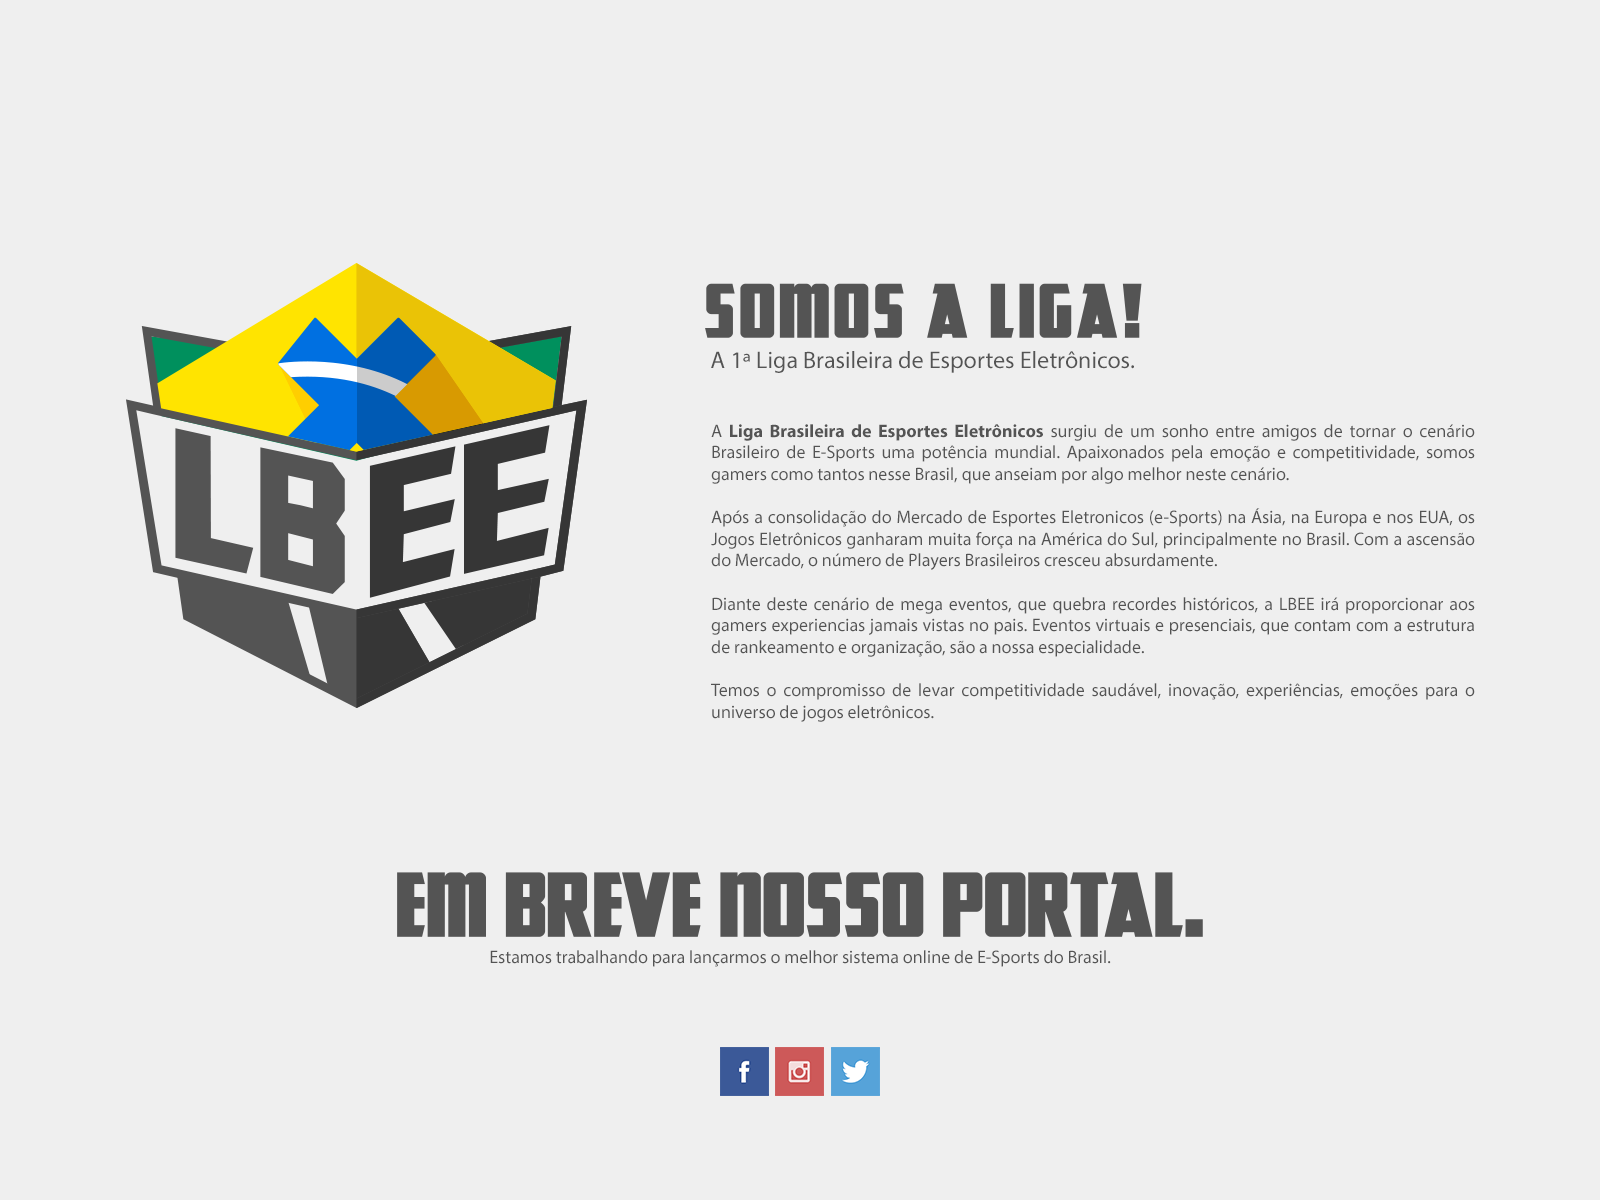 LBEE
SOMOS A LIGA!
A 1ª Liga Brasileira de Esportes Eletrônicos.
A Liga Brasileira de Esportes Eletrônicos surgiu de um sonho entre amigos de tornar o cenário
Brasileiro de E-Sports uma potência mundial. Apaixonados pela emoção e competitividade, somos
gamers como tantos nesse Brasil, que anseiam por algo melhor neste cenário.
Após a consolidação do Mercado de Esportes Eletronicos (e-Sports) na Ásia, na Europa e nos EUA, os
Jogos Eletrônicos ganharam muita força na América do Sul, principalmente no Brasil. Com a ascensão
do Mercado, o número de Players Brasileiros cresceu absurdamente.
Diante deste cenário de mega eventos, que quebra recordes históricos, a LBEE irá proporcionar aos
gamers experiencias jamais vistas no pais. Eventos virtuais e presenciais, que contam com a estrutura
de rankeamento e organização, são a nossa especialidade.
Temos o compromisso de levar competitividade saudável, inovação, experiências, emoções para o
universo de jogos eletrônicos.
EM BREVE NOSSO PORTAL.
Estamos trabalhando para lançarmos o melhor sistema online de E-Sports do Brasil.